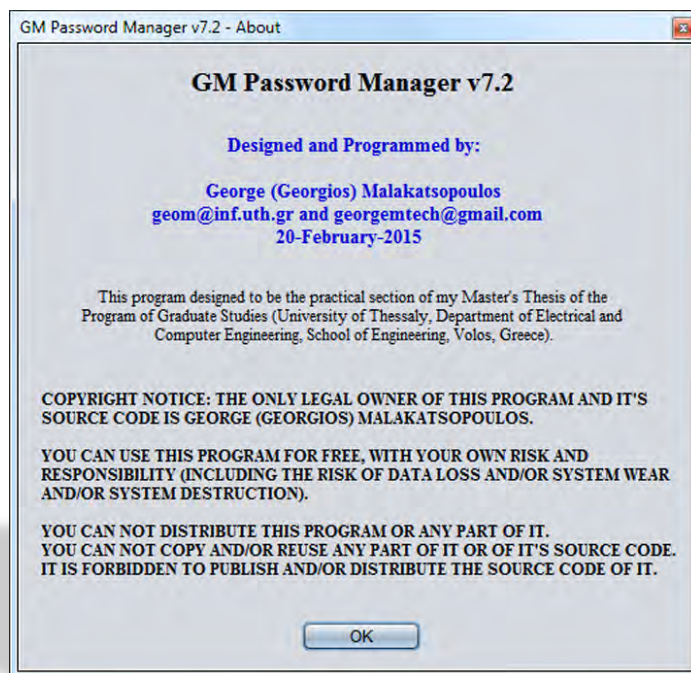 GM Password Manager v7.2 - About
GM Password Manager v7.2
Designed and Programmed by:
George (Georgios) Malakatsopoulos
geom@inf.uth.gr and georgemtech@gmail.com
20-February-2015
This program designed to be the practical section of my Master's Thesis of the
Program of Graduate Studies (University of Thessaly, Department of Electrical and
Computer Engineering, School of Engineering, Volos, Greece).
COPYRIGHT NOTICE: THE ONLY LEGAL OWNER OF THIS PROGRAM AND IT'S
SOURCE CODE IS GEORGE (GEORGIOS) MALAKATSOPOULOS.
YOU CAN USE THIS PROGRAM FOR FREE, WITH YOUR OWN RISK AND
RESPONSIBILITY (INCLUDING THE RISK OF DATA LOSS AND/OR SYSTEM WEAR
AND/OR SYSTEM DESTRUCTION).
YOU CAN NOT DISTRIBUTE THIS PROGRAM OR ANY PART OF IT.
YOU CAN NOT COPY AND/OR REUSE ANY PART OF IT OR OF IT'S SOURCE CODE.
IT IS FORBIDDEN TO PUBLISH AND/OR DISTRIBUTE THE SOURCE CODE OF IT.
OK